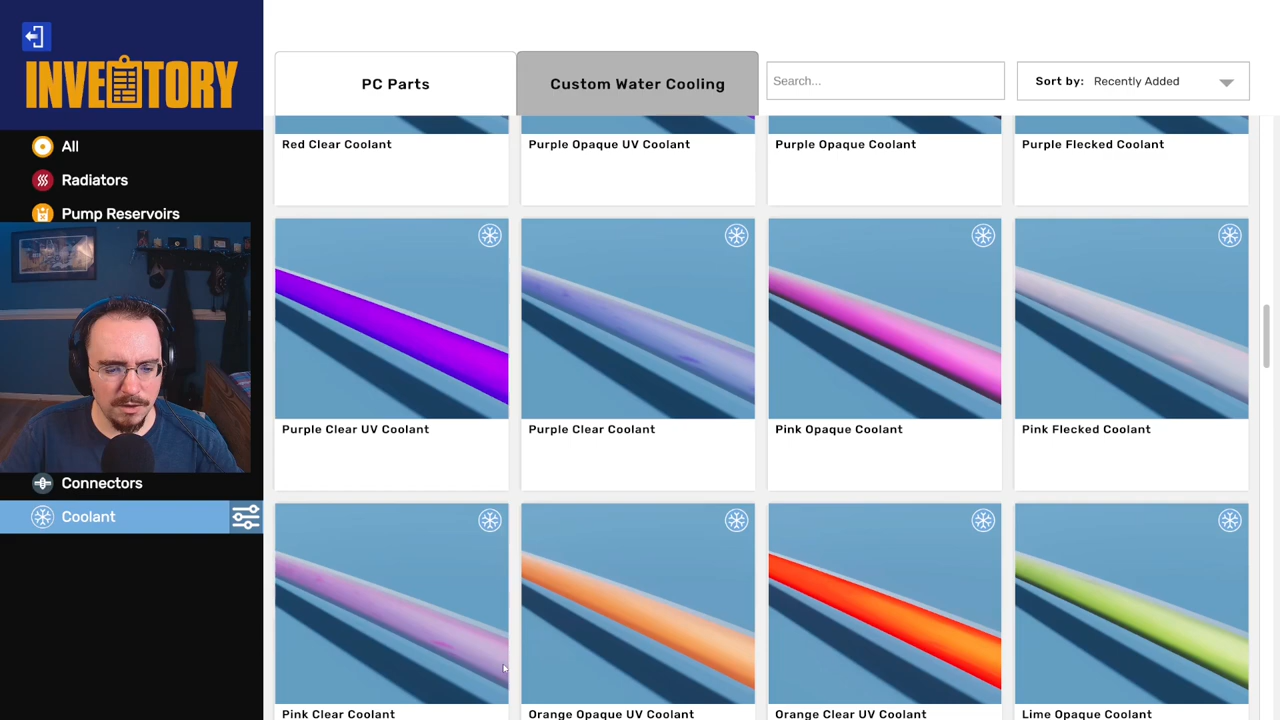 INVENTORY
PC Parts
Custom Water Cooling
Search...
Sort by: Recently Added
All
Radiators
Pump Reservoirs
Connectors
Coolant
Red Clear Coolant
Purple Opaque UV Coolant
Purple Opaque Coolant
Purple Flecked Coolant
Purple Clear UV Coolant
Purple Clear Coolant
Pink Opaque Coolant
Pink Flecked Coolant
Pink Clear Coolant
Orange Opaque UV Coolant
Orange Clear UV Coolant
Lime Opaque Coolant